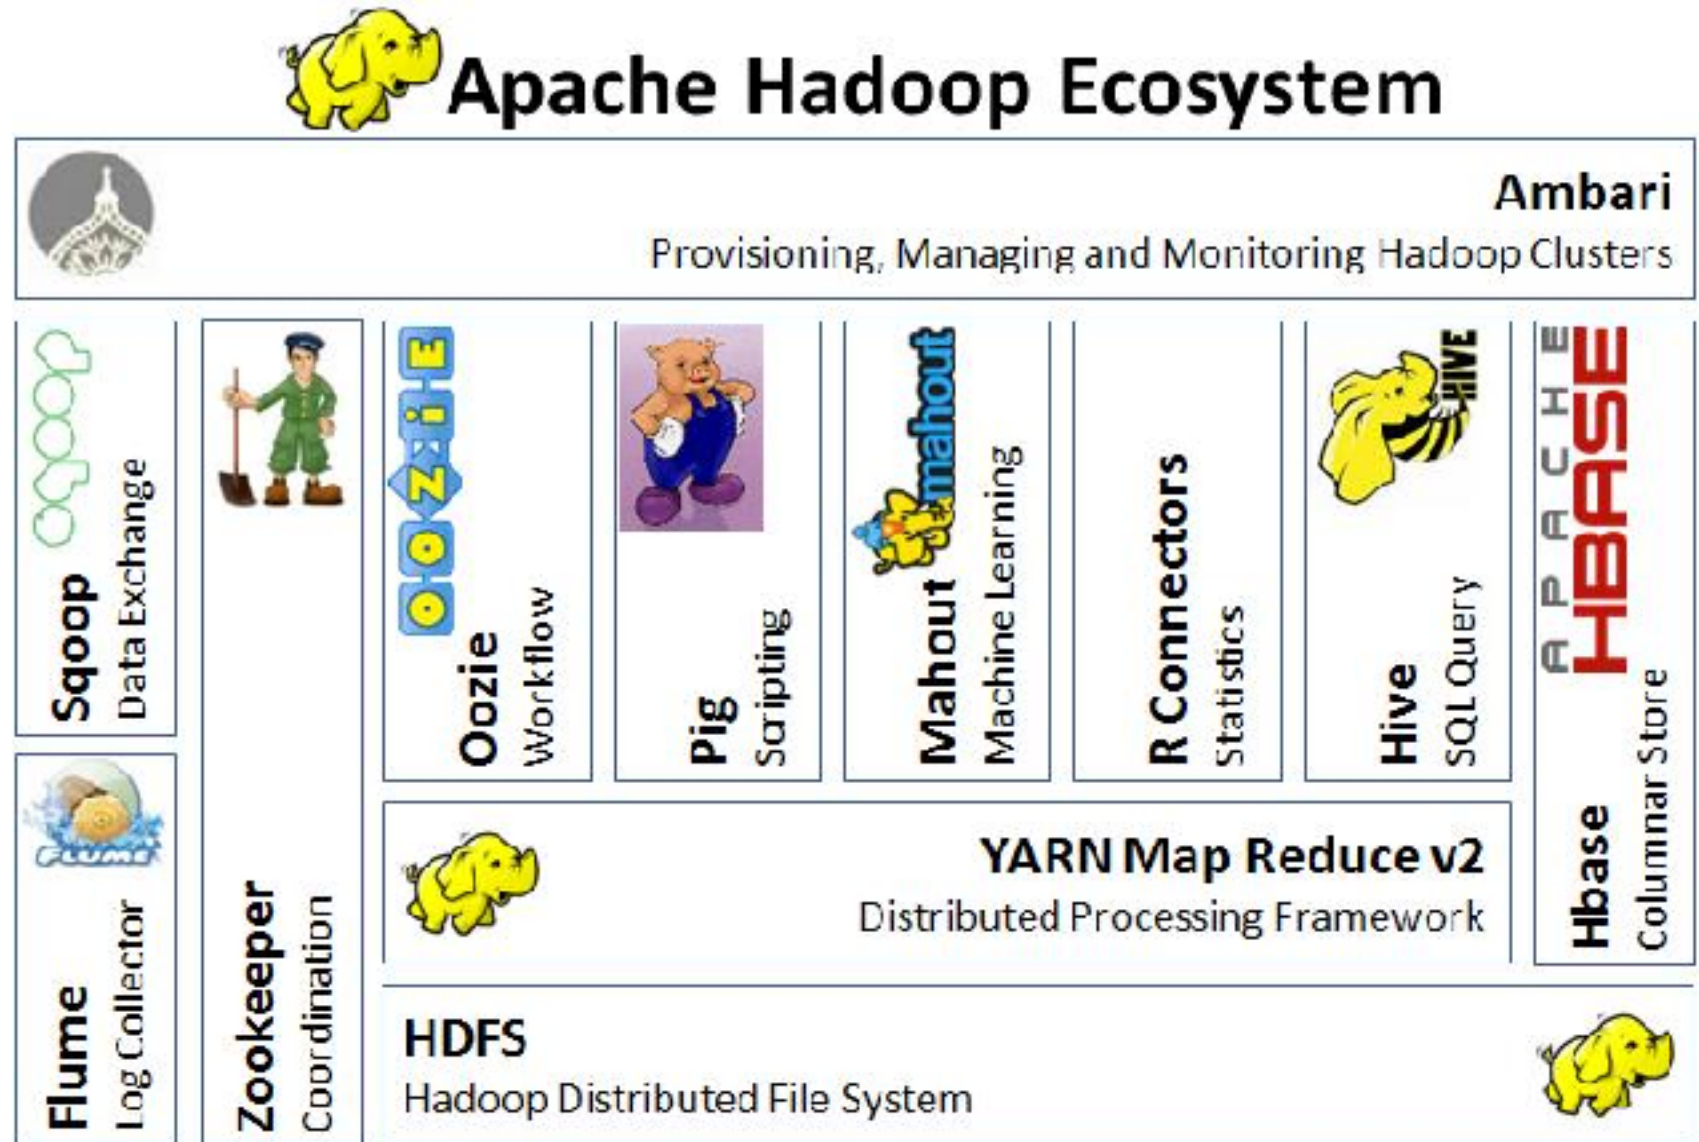 Apache Hadoop Ecosystem
Ambari
Provisioning, Managing and Monitoring Hadoop Clusters
sqoop
Sqoop
Data Exchange
FLUME
Flume
Log Collector
Zookeeper
Coordination
OOZIE
Oozie
Workflow
Pig
Scripting
mahout
Mahout
Machine Learning
R Connectors
Statistics
HIVE
Hive
SQL Query
APACHE
HBASE
Hbase
Columnar Store
YARN Map Reduce v2
Distributed Processing Framework
HDFS
Hadoop Distributed File System